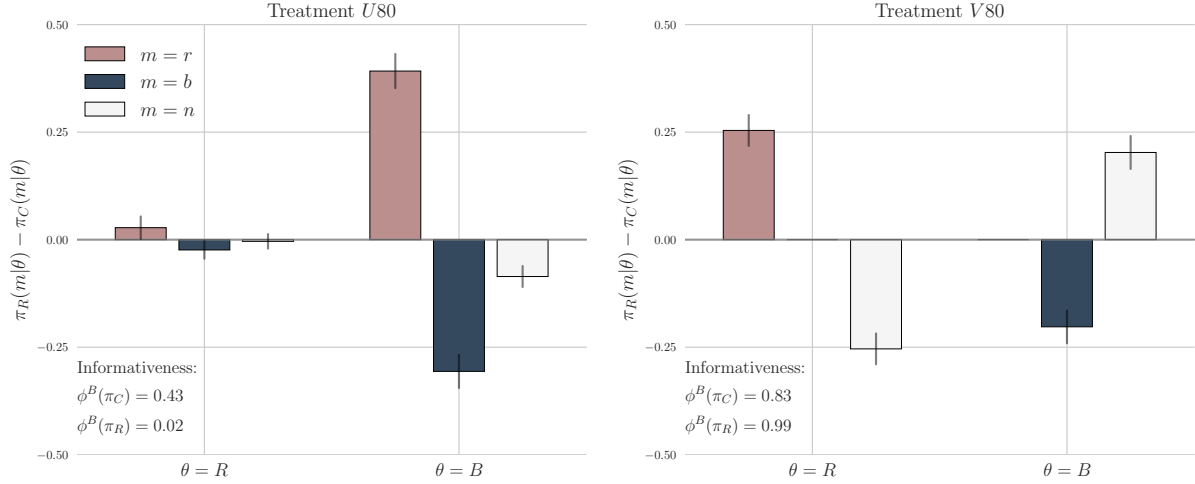 Treatment U80
0.50
0.25
0.00
−0.25
−0.50
π_R(m|θ) − π_C(m|θ)
m = r
m = b
m = n
Informativeness:
ϕ^B(π_C) = 0.43
ϕ^B(π_R) = 0.02
θ = R
θ = B
Treatment V80
0.50
0.25
0.00
−0.25
−0.50
π_R(m|θ) − π_C(m|θ)
Informativeness:
ϕ^B(π_C) = 0.83
ϕ^B(π_R) = 0.99
θ = R
θ = B